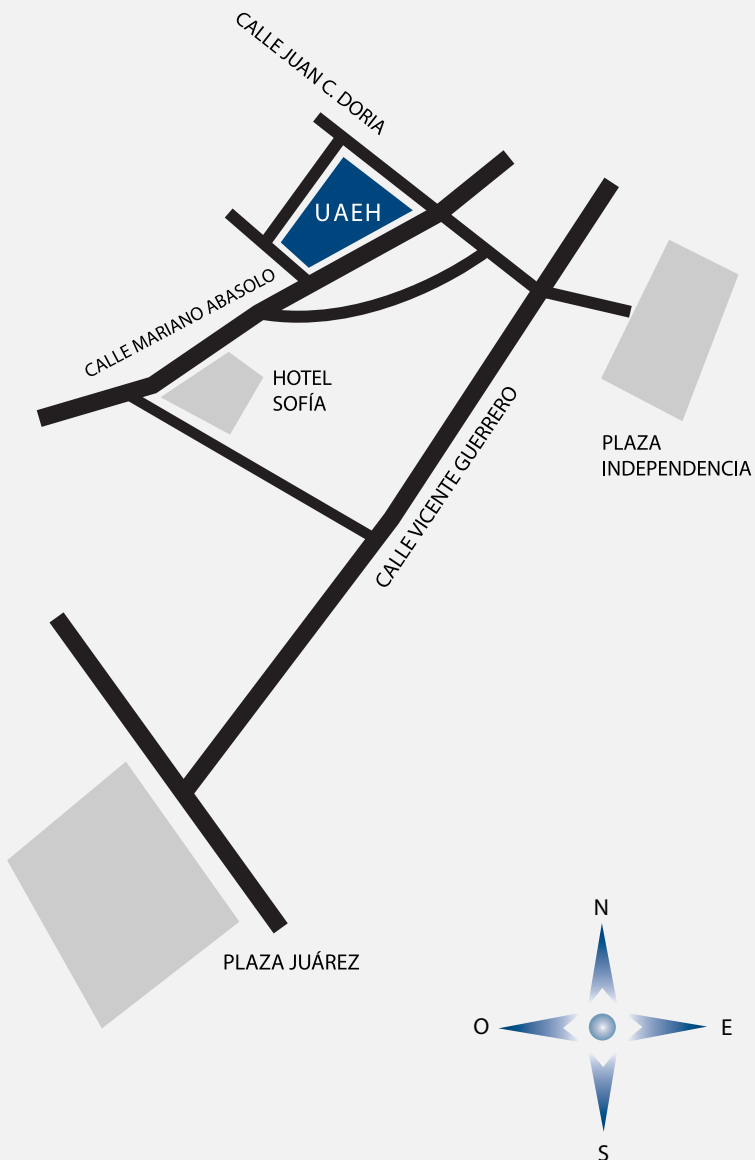 CALLE JUAN C. DORIA
UAEH
CALLE MARIANO ABASOLO
HOTEL
SOFÍA
CALLE VICENTE GUERRERO
PLAZA
INDEPENDENCIA
PLAZA JUÁREZ
N
O
E
S